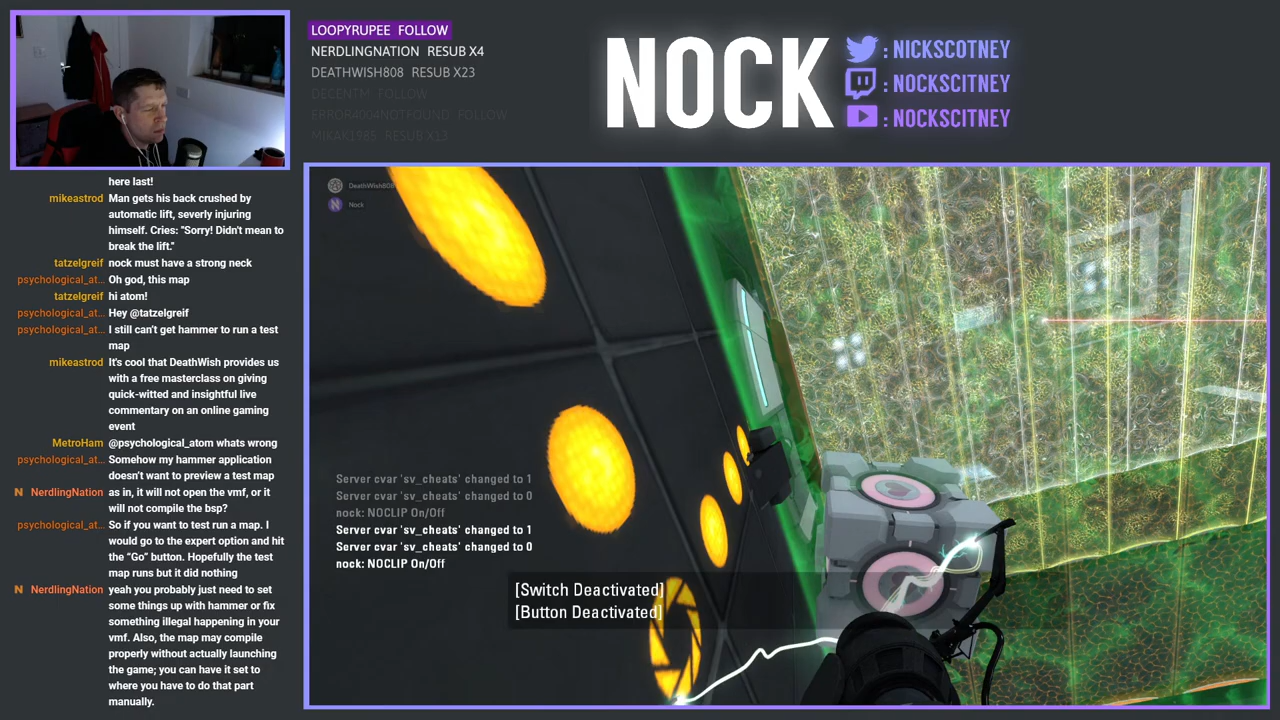 LOOPYRUPEE FOLLOW
NERDLINGNATION RESUB X4
DEATHWISH808 RESUB X23
DECENTM FOLLOW
ERROR4004NOTFOUND FOLLOW
MIKAK1985 RESUB X13
NOCK
: NICKSCOTNEY
: NOCKSCITNEY
: NOCKSCITNEY
here last!
mikeastrod Man gets his back crushed by
automatic lift, severly injuring
himself. Cries: "Sorry! Didn't mean to
break the lift."
tatzelgreif nock must have a strong neck
psychological_at... Oh god, this map
tatzelgreif hi atom!
psychological_at... Hey @tatzelgreif
psychological_at... I still can't get hammer to run a test
map
mikeastrod It's cool that DeathWish provides us
with a free masterclass on giving
quick-witted and insightful live
commentary on an online gaming
event
MetroHam @psychological_atom whats wrong
psychological_at... Somehow my hammer application
doesn't want to preview a test map
N NerdlingNation as in, it will not open the vmf, or it
will not compile the bsp?
psychological_at... So if you want to test run a map. I
would go to the expert option and hit
the "Go" button. Hopefully the test
map runs but it did nothing
N NerdlingNation yeah you probably just need to set
some things up with hammer or fix
something illegal happening in your
vmf. Also, the map may compile
properly without actually launching
the game; you can have it set to
where you have to do that part
manually.
DeathWish808
Nock
Server cvar 'sv_cheats' changed to 1
Server cvar 'sv_cheats' changed to 0
nock: NOCLIP On/Off
Server cvar 'sv_cheats' changed to 1
Server cvar 'sv_cheats' changed to 0
nock: NOCLIP On/Off
[Switch Deactivated]
[Button Deactivated]